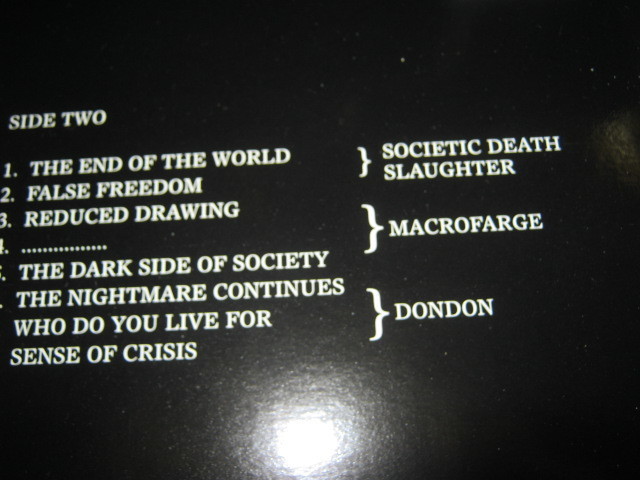 SIDE TWO
1. THE END OF THE WORLD
2. FALSE FREEDOM
} SOCIETIC DEATH
SLAUGHTER
3. REDUCED DRAWING
4. ................
5. THE DARK SIDE OF SOCIETY
} MACROFARGE
. THE NIGHTMARE CONTINUES
WHO DO YOU LIVE FOR
SENSE OF CRISIS
} DONDON